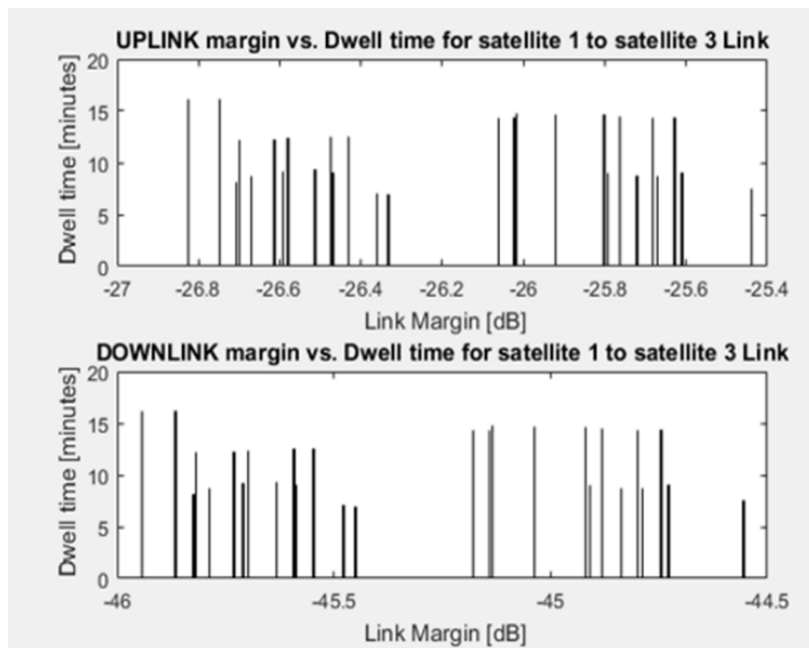 UPLINK margin vs. Dwell time for satellite 1 to satellite 3 Link
Dwell time [minutes]
20
15
10
5
0
-27 -26.8 -26.6 -26.4 -26.2 -26 -25.8 -25.6 -25.4
Link Margin [dB]
DOWNLINK margin vs. Dwell time for satellite 1 to satellite 3 Link
Dwell time [minutes]
20
15
10
5
0
-46 -45.5 -45 -44.5
Link Margin [dB]